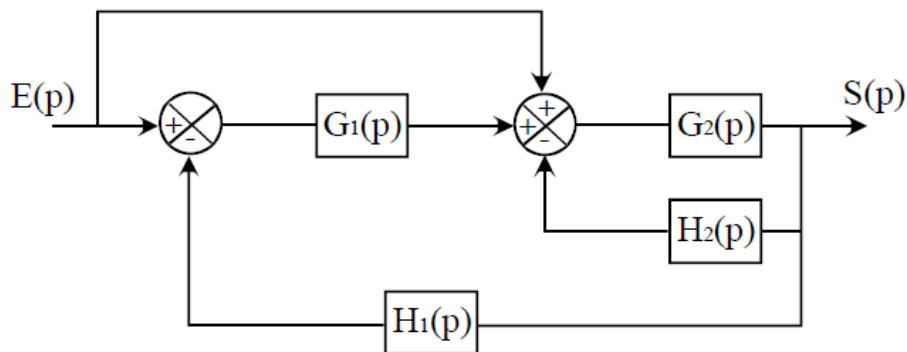 E(p)
S(p)
+
-
G1(p)
+
+
-
G2(p)
H2(p)
H1(p)